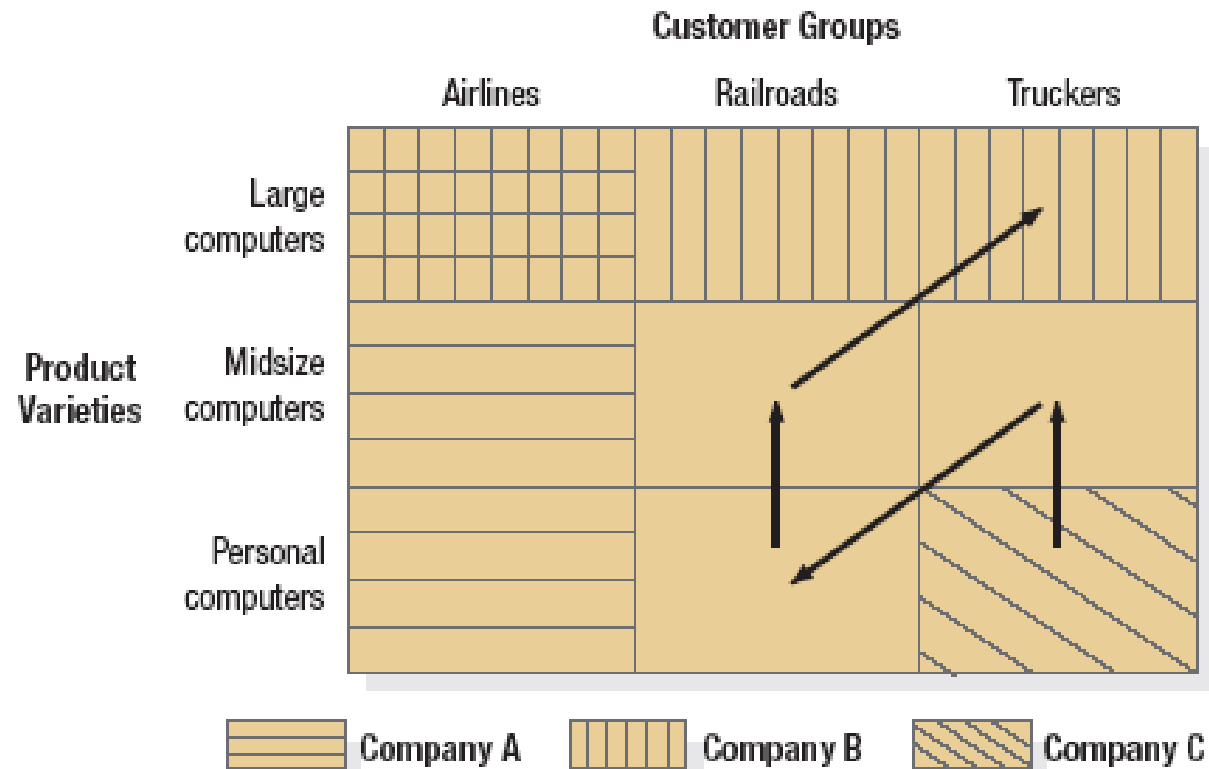 Customer Groups
Airlines Railroads Truckers
Large
computers
Product
Varieties
Midsize
computers
Personal
computers
Company A Company B Company C